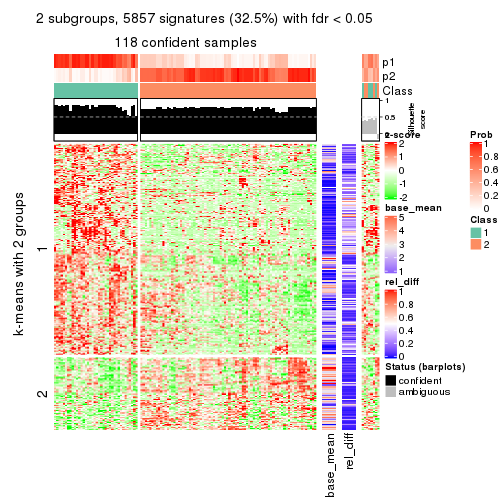 2 subgroups, 5857 signatures (32.5%) with fdr < 0.05
118 confident samples
p1
p2
Class
1
0.5
0
Silhouette
score
k-means with 2 groups
1
2
base_mean
rel_diff
z-score
2
1
0
-1
-2
base_mean
5
4
3
2
1
rel_diff
1
0.8
0.6
0.4
0.2
0
Status (barplots)
confident
ambiguous
Prob
1
0.8
0.6
0.4
0.2
0
Class
1
2